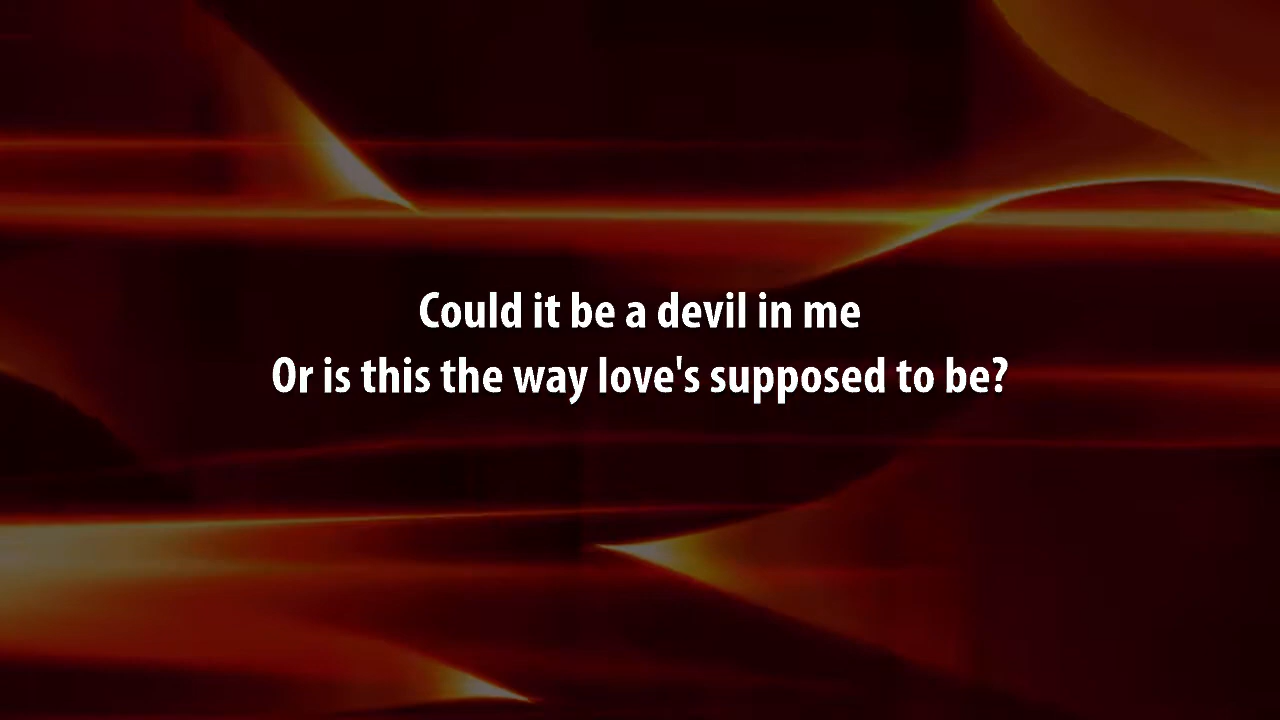 Could it be a devil in me
Or is this the way love's supposed to be?